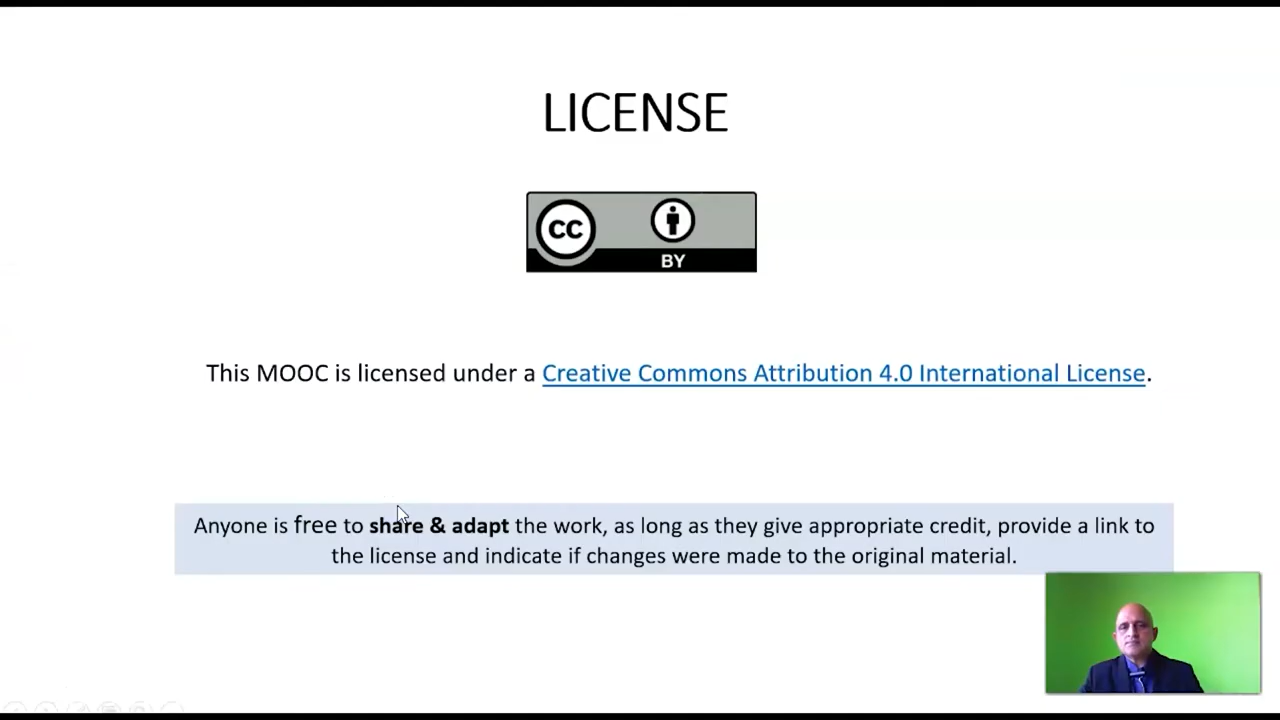 LICENSE
CC
BY
This MOOC is licensed under a Creative Commons Attribution 4.0 International License.
Anyone is free to share & adapt the work, as long as they give appropriate credit, provide a link to
the license and indicate if changes were made to the original material.